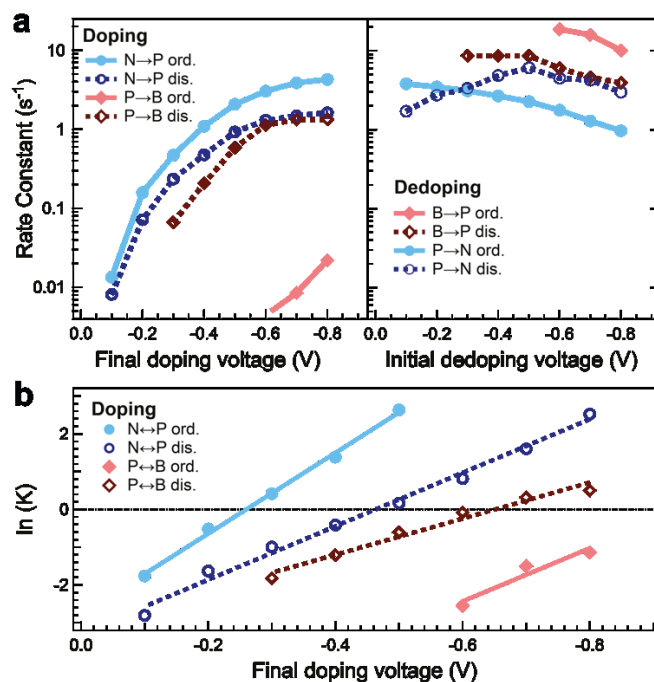 a
Rate Constant (s⁻¹)
10
1
0.1
0.01
Doping
N→P ord.
N→P dis.
P→B ord.
P→B dis.
0.0 -0.2 -0.4 -0.6 -0.8
Final doping voltage (V)
Dedoping
B→P ord.
B→P dis.
P→N ord.
P→N dis.
0.0 -0.2 -0.4 -0.6 -0.8
Initial dedoping voltage (V)
b
ln (K)
2
0
-2
Doping
N↔P ord.
N↔P dis.
P↔B ord.
P↔B dis.
0.0 -0.2 -0.4 -0.6 -0.8
Final doping voltage (V)